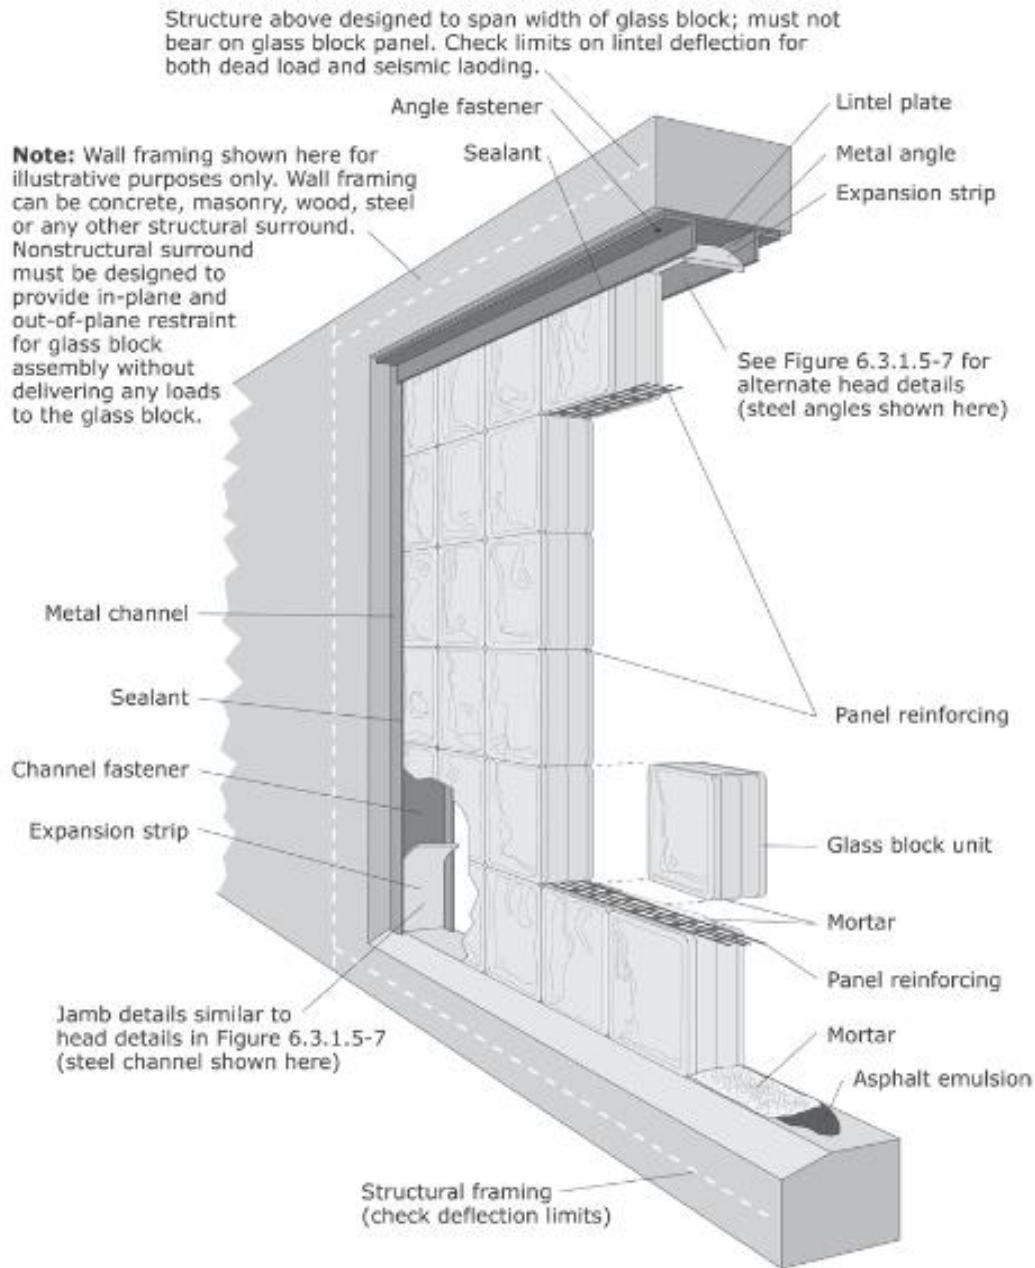 Structure above designed to span width of glass block; must not
bear on glass block panel. Check limits on lintel deflection for
both dead load and seismic laoding.
Angle fastener
Lintel plate
Sealant
Metal angle
Expansion strip
Note: Wall framing shown here for
illustrative purposes only. Wall framing
can be concrete, masonry, wood, steel
or any other structural surround.
Nonstructural surround
must be designed to
provide in-plane and
out-of-plane restraint
for glass block
assembly without
delivering any loads
to the glass block.
See Figure 6.3.1.5-7 for
alternate head details
(steel angles shown here)
Metal channel
Sealant
Panel reinforcing
Channel fastener
Expansion strip
Glass block unit
Mortar
Panel reinforcing
Jamb details similar to
head details in Figure 6.3.1.5-7
(steel channel shown here)
Mortar
Asphalt emulsion
Structural framing
(check deflection limits)